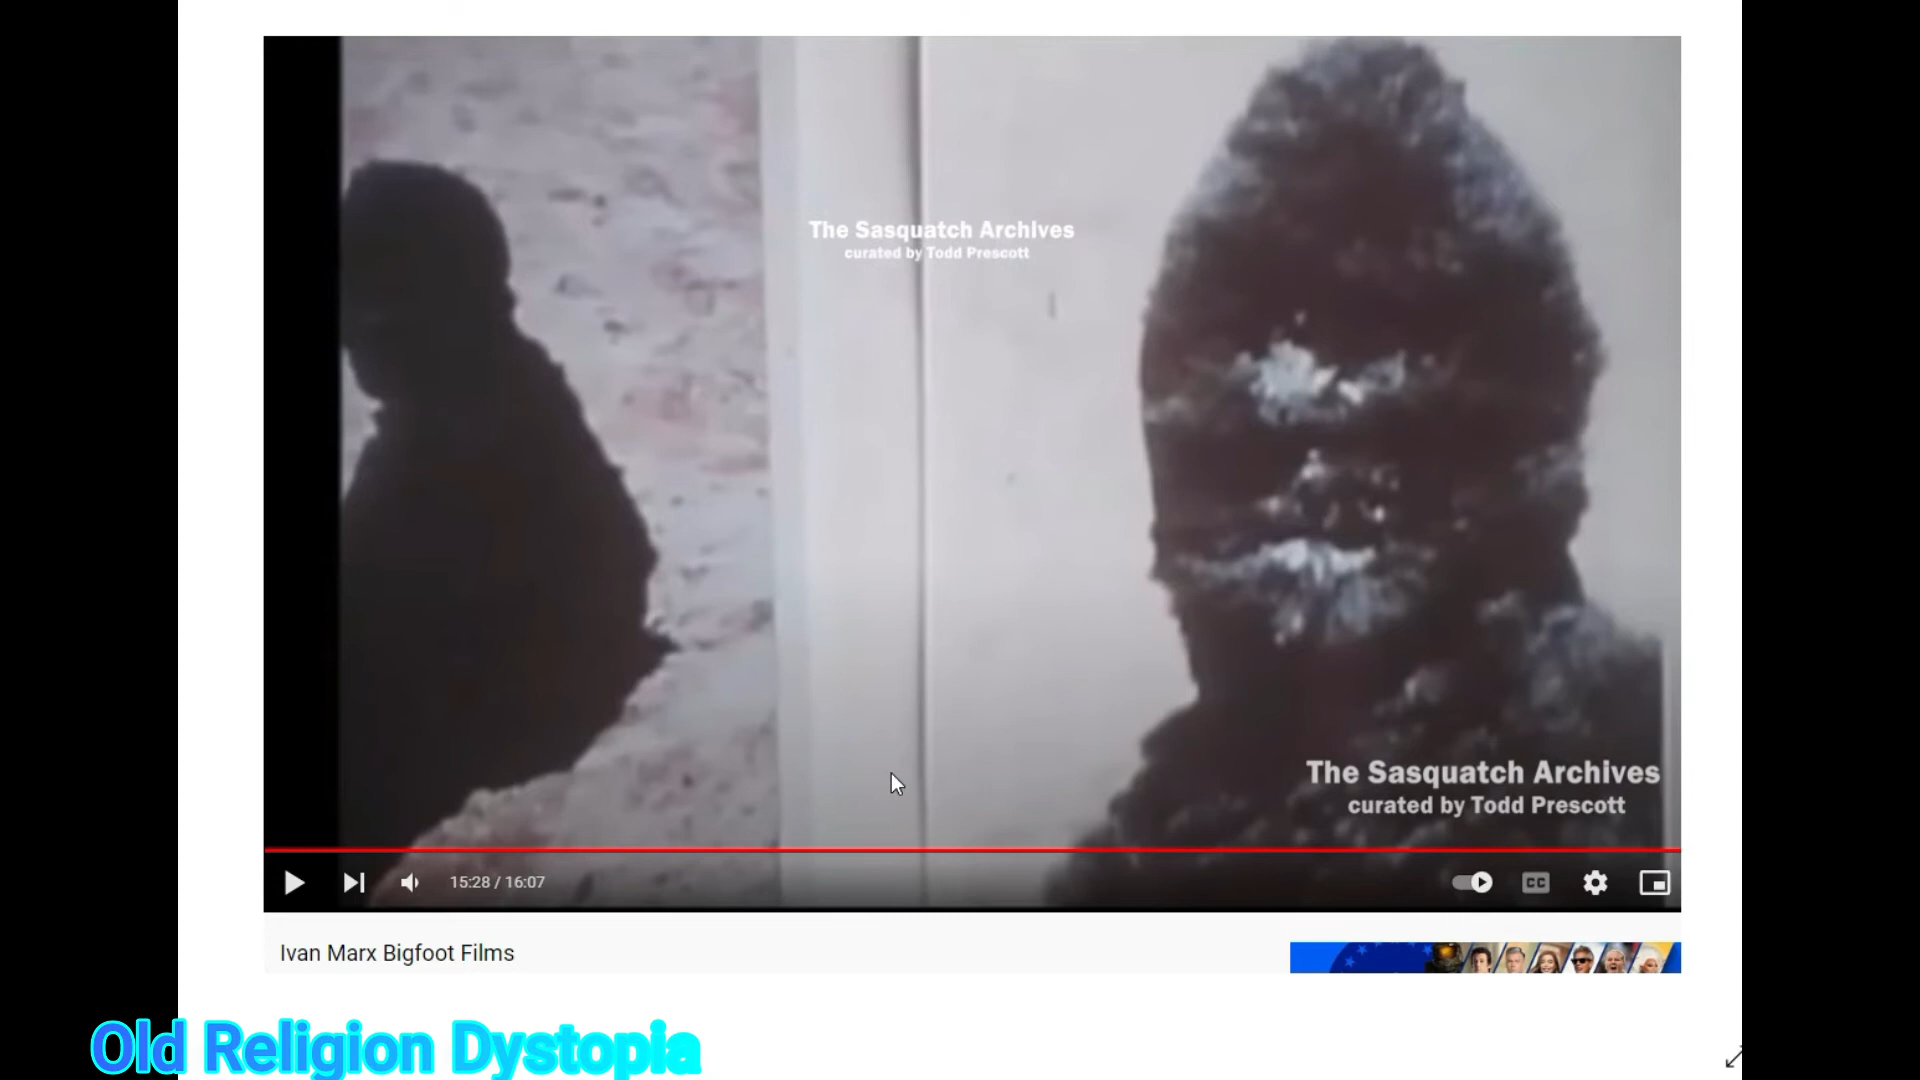 The Sasquatch Archives
curated by Todd Prescott
The Sasquatch Archives
curated by Todd Prescott
15:28 / 16:07
CC
Ivan Marx Bigfoot Films
Old Religion Dystopia